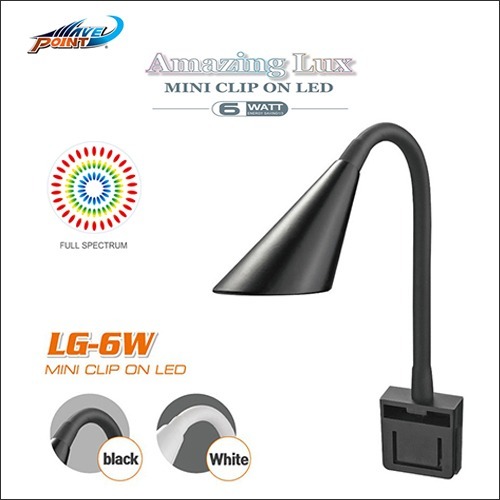 WAVE
POINT
Amazing Lux
MINI CLIP ON LED
6 WATT
FULL SPECTRUM
LG-6W
MINI CLIP ON LED
black
White